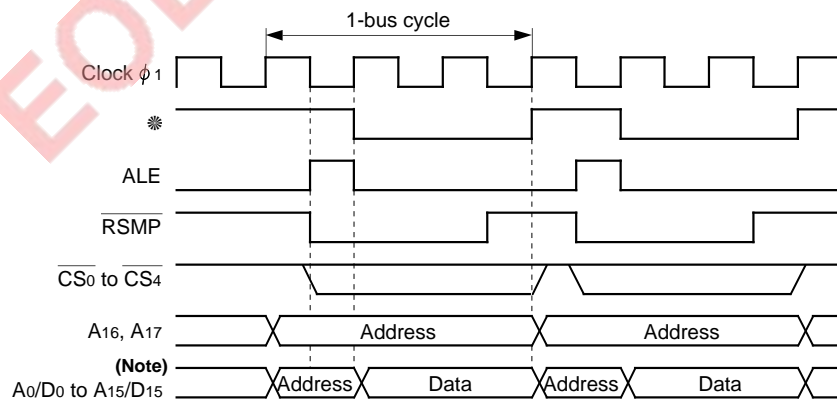 1-bus cycle
Clock ϕ 1
❊
ALE
RSMP
CS0 to CS4
A16, A17
Address
Address
(Note)
A0/D0 to A15/D15
Address
Data
Address
Data